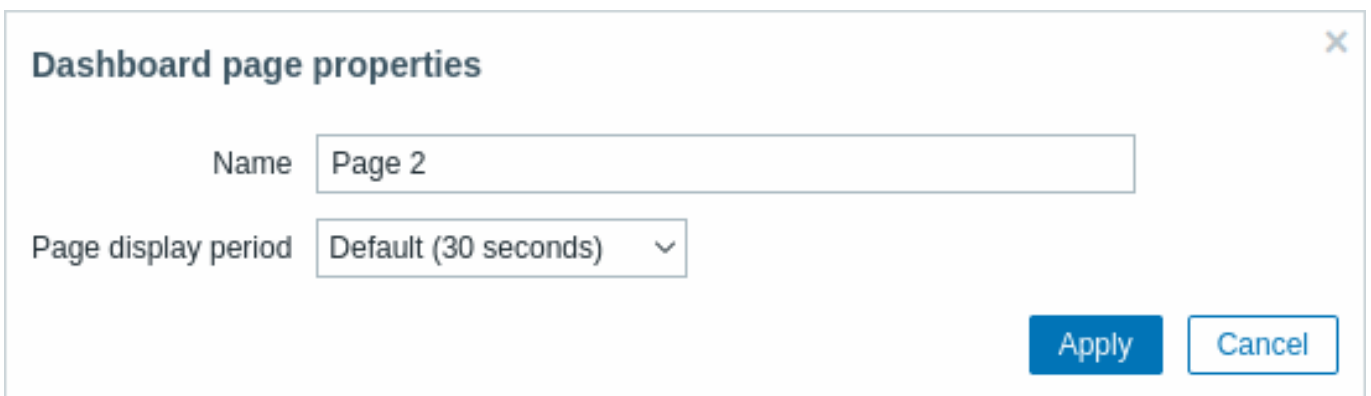 Dashboard page properties
Name Page 2
Page display period Default (30 seconds)
Apply Cancel